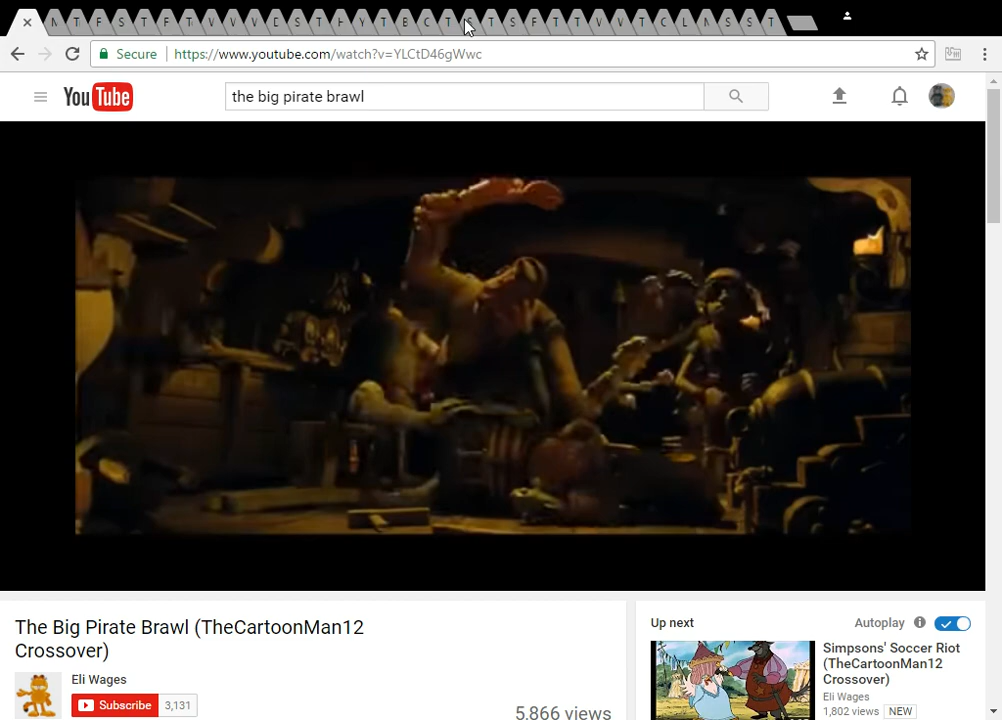 N T F S T F T V V V D S T H Y T B C T S T S F T T V V T C L N S S T
Secure https://www.youtube.com/watch?v=YLCtD46gWwc
YouTube the big pirate brawl
The Big Pirate Brawl (TheCartoonMan12
Crossover)
Eli Wages
Subscribe 3,131
5,866 views
Up next Autoplay
Simpsons' Soccer Riot
(TheCartoonMan12
Crossover)
Eli Wages
1,802 views NEW